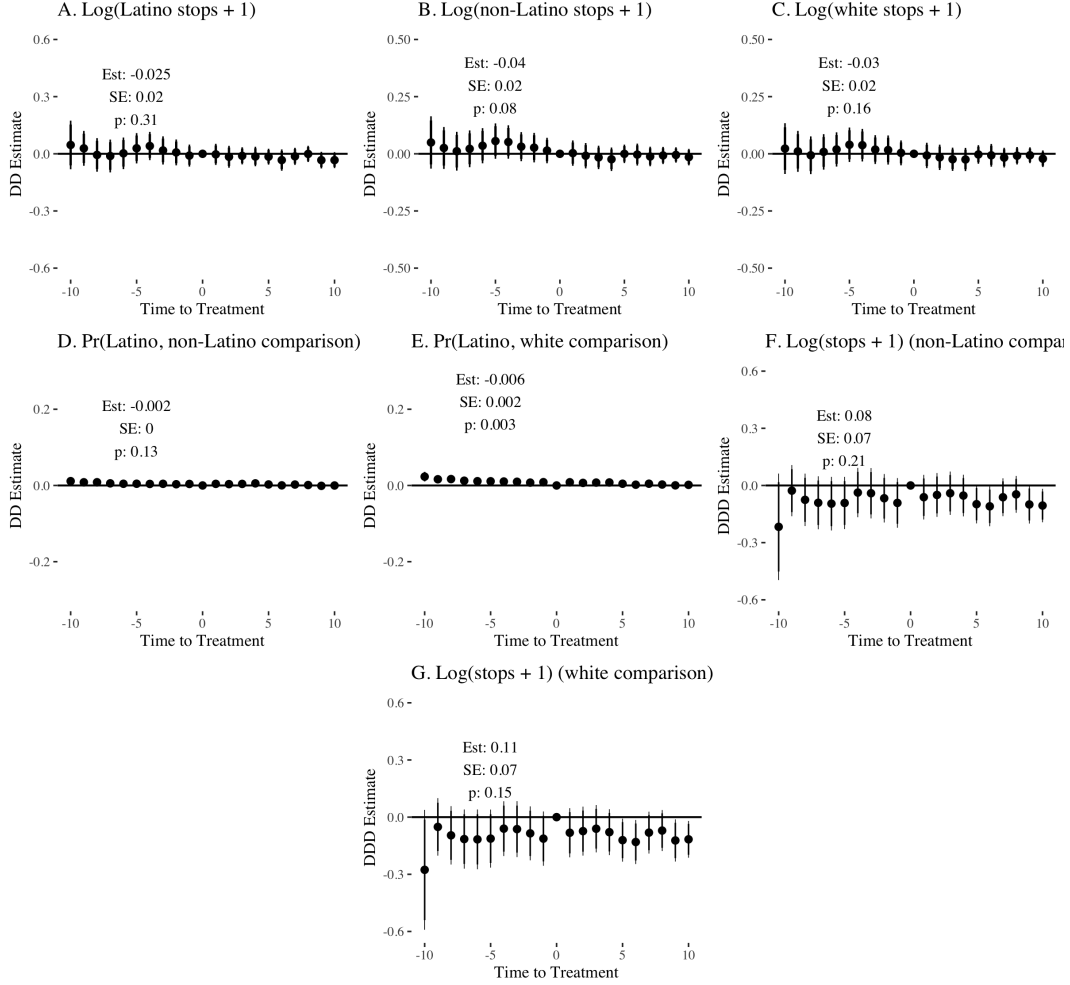 A. Log(Latino stops + 1)
0.6
0.3
0.0
-0.3
-0.6
DD Estimate
Est: -0.025
SE: 0.02
p: 0.31
-10
-5
0
5
10
Time to Treatment
B. Log(non-Latino stops + 1)
0.50
0.25
0.00
-0.25
-0.50
DD Estimate
Est: -0.04
SE: 0.02
p: 0.08
-10
-5
0
5
10
Time to Treatment
C. Log(white stops + 1)
0.50
0.25
0.00
-0.25
-0.50
DD Estimate
Est: -0.03
SE: 0.02
p: 0.16
-10
-5
0
5
10
Time to Treatment
D. Pr(Latino, non-Latino comparison)
0.2
0.0
-0.2
DD Estimate
Est: -0.002
SE: 0
p: 0.13
-10
-5
0
5
10
Time to Treatment
E. Pr(Latino, white comparison)
0.2
0.0
-0.2
DD Estimate
Est: -0.006
SE: 0.002
p: 0.003
-10
-5
0
5
10
Time to Treatment
F. Log(stops + 1) (non-Latino compar
0.6
0.3
0.0
-0.3
-0.6
DDD Estimate
Est: 0.08
SE: 0.07
p: 0.21
-10
-5
0
5
10
Time to Treatment
G. Log(stops + 1) (white comparison)
0.6
0.3
0.0
-0.3
-0.6
DDD Estimate
Est: 0.11
SE: 0.07
p: 0.15
-10
-5
0
5
10
Time to Treatment